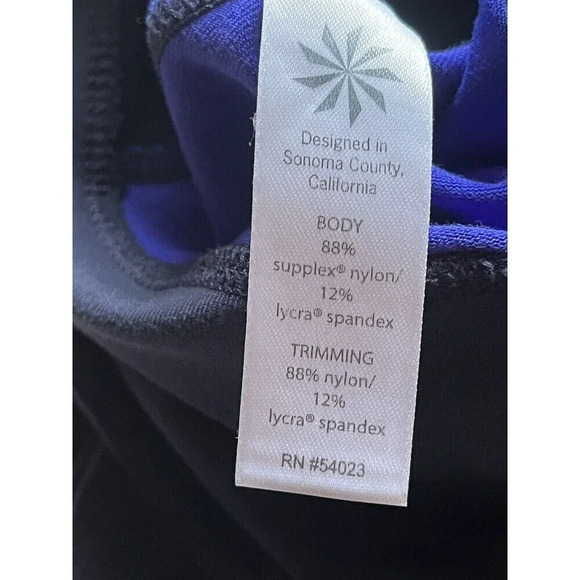 Designed in
Sonoma County,
California
BODY
88%
supplex® nylon/
12%
lycra® spandex
TRIMMING
88% nylon/
12%
lycra® spandex
RN #54023